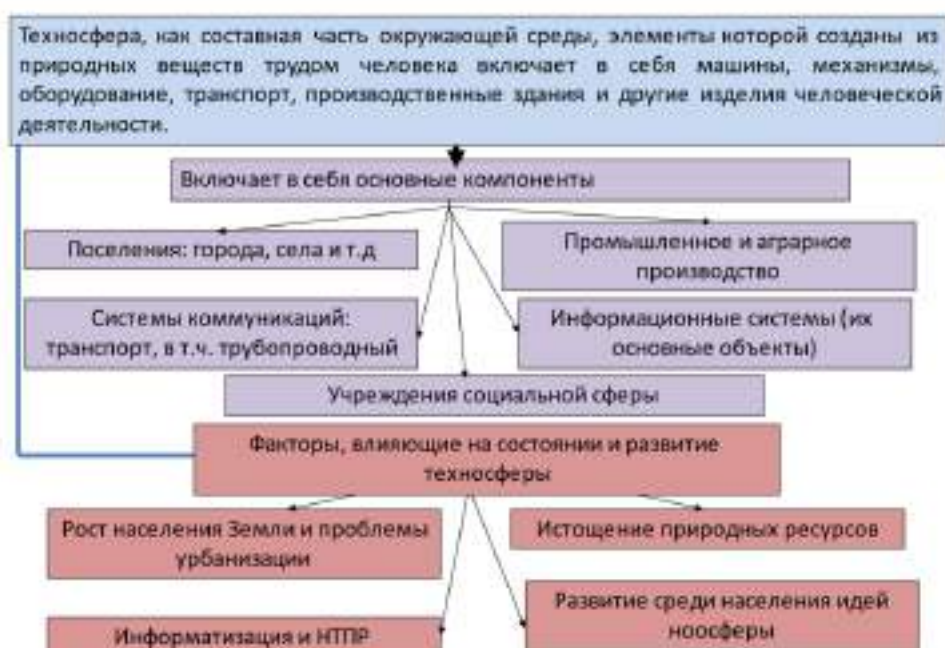 Техносфера, как составная часть окружающей среды, элементы которой созданы из
природных веществ трудом человека включает в себя машины, механизмы,
оборудование, транспорт, производственные здания и другие изделия человеческой
деятельности.
Включает в себя основные компоненты
Поселения: города, села и т.д
Промышленное и аграрное
производство
Системы коммуникаций:
транспорт, в т.ч. трубопроводный
Информационные системы (их
основные объекты)
Учреждения социальной сферы
Факторы, влияющие на состоянии и развитие
техносферы
Рост населения Земли и проблемы
урбанизации
Истощение природных ресурсов
Информатизация и НТПР
Развитие среди населения идей
ноосферы